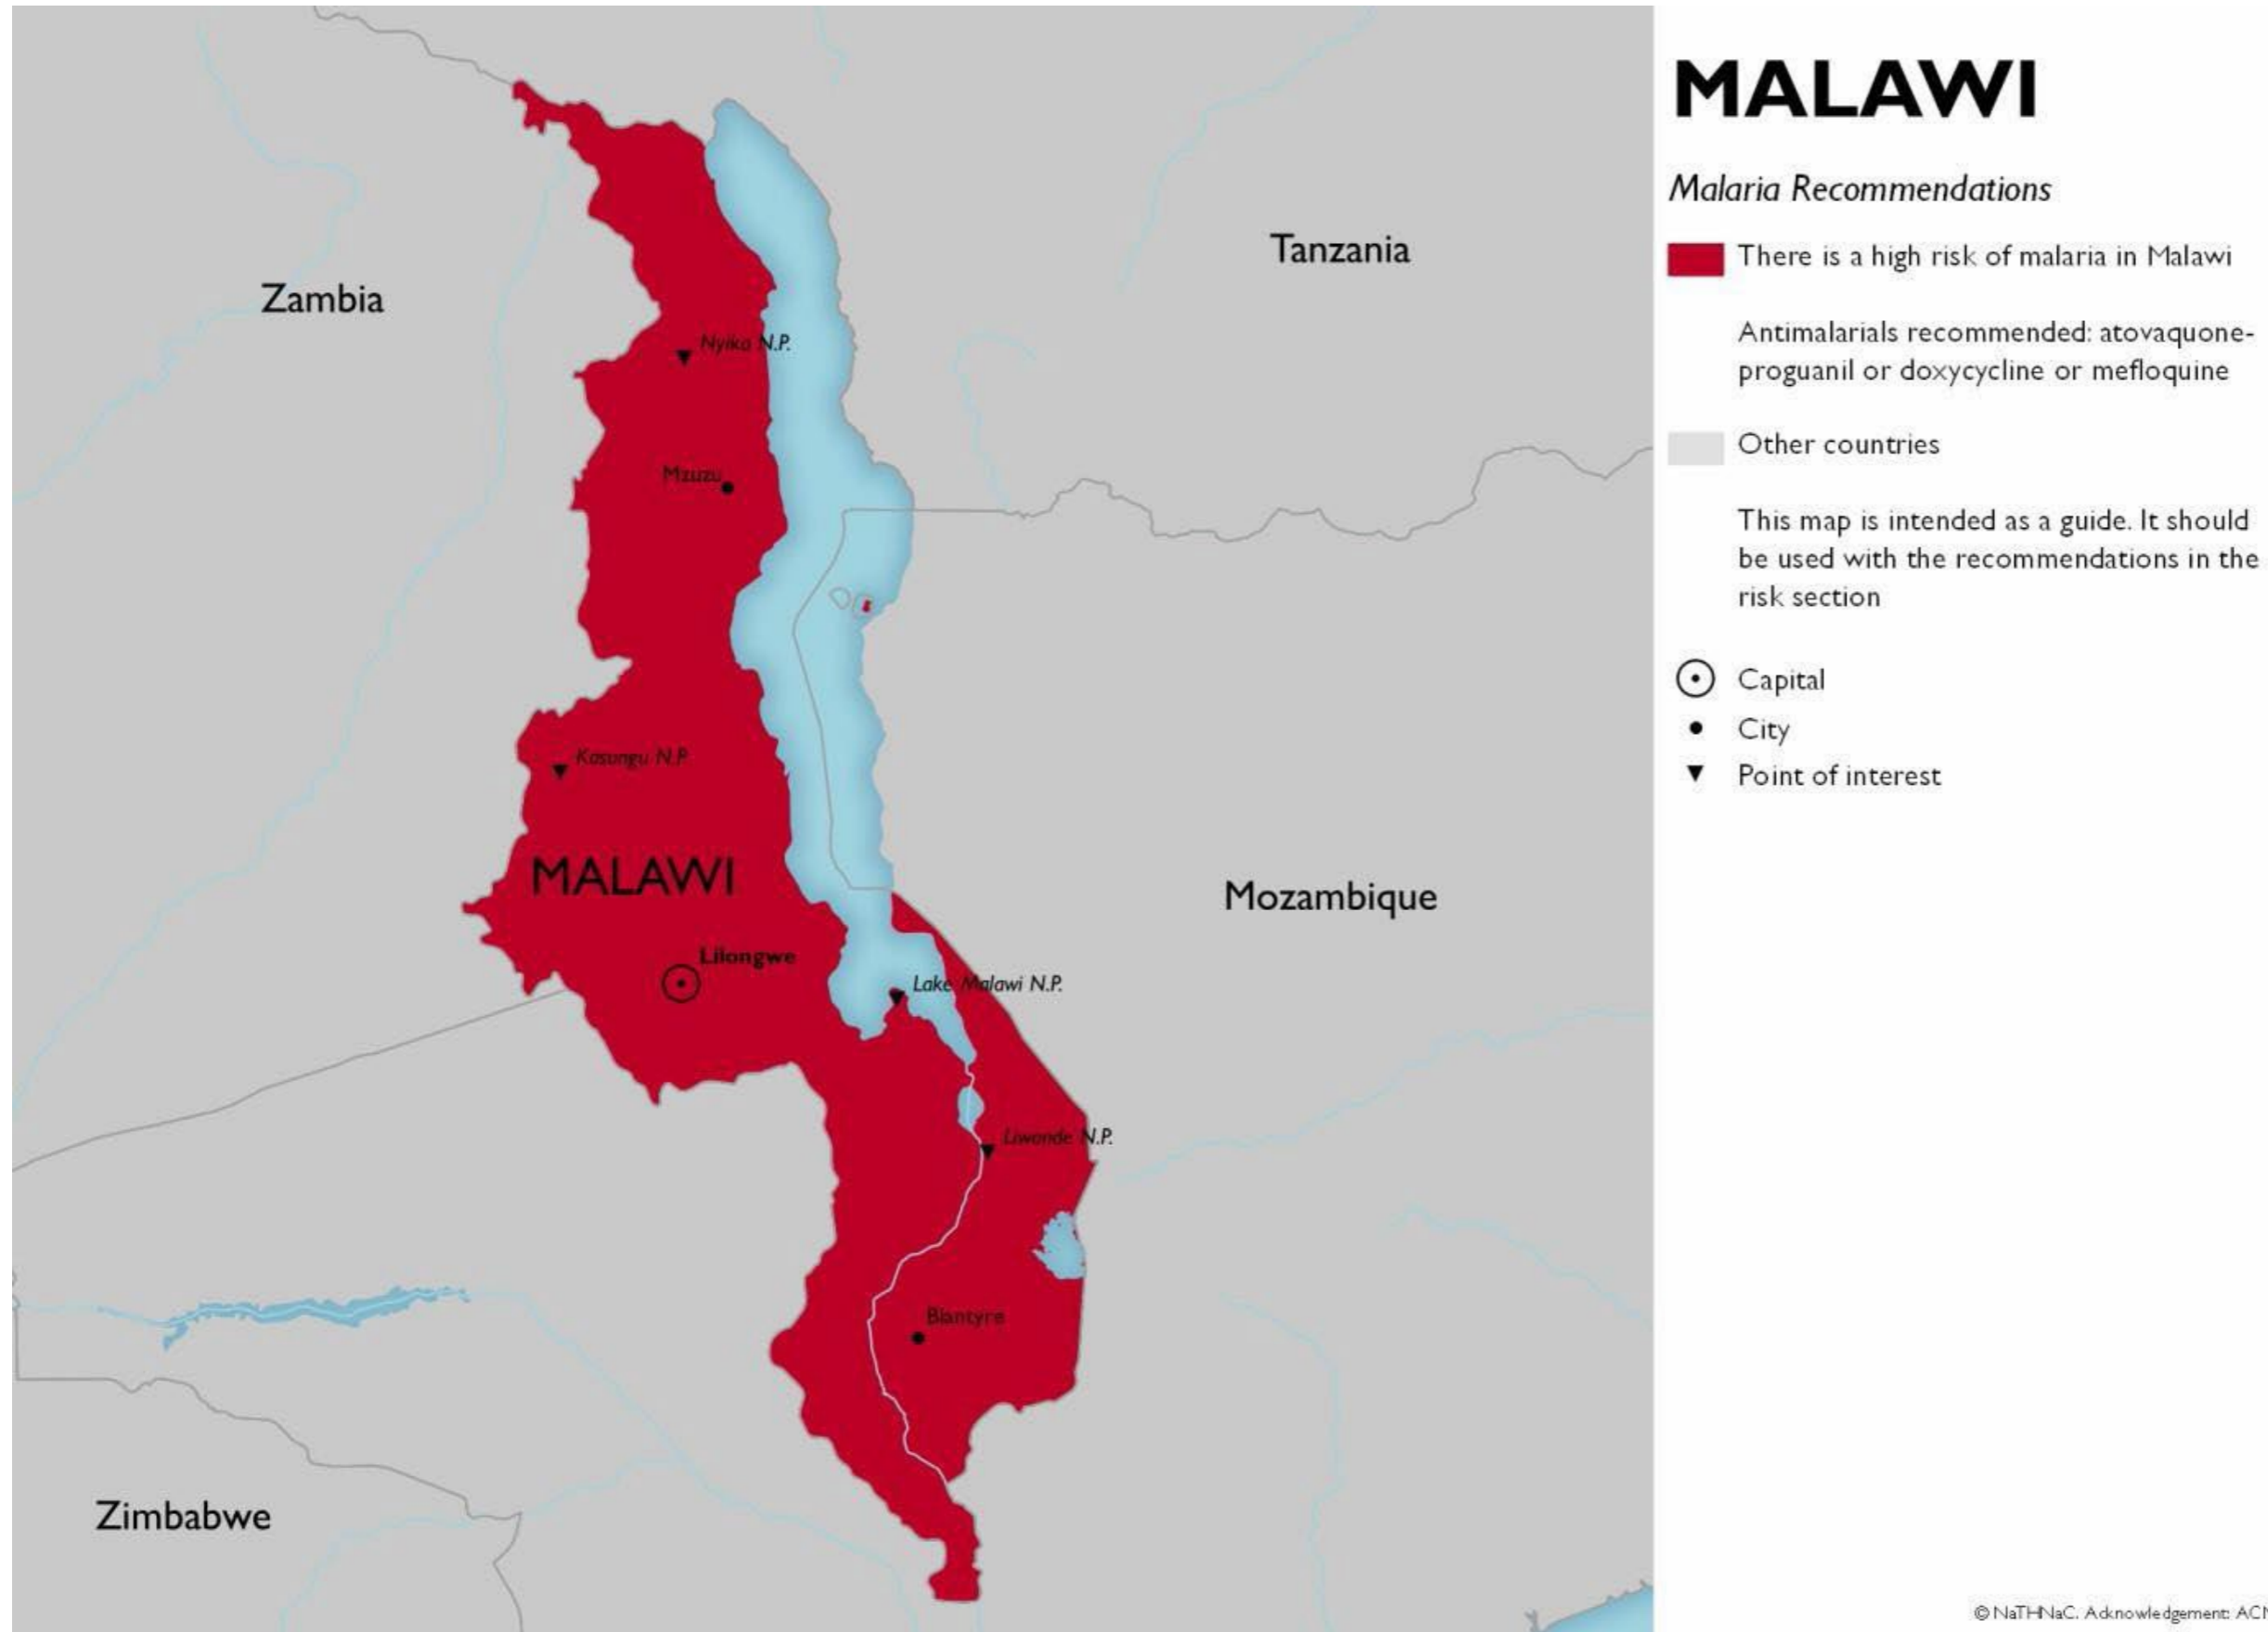 MALAWI
Malaria Recommendations
There is a high risk of malaria in Malawi
Antimalarials recommended: atovaquone-
proguanil or doxycycline or mefloquine
Other countries
This map is intended as a guide. It should
be used with the recommendations in the
risk section
Capital
City
Point of interest
Tanzania
Zambia
Nyika N.P.
Mzuzu
Kasungu N.P.
MALAWI
Mozambique
Lilongwe
Lake Malawi N.P.
Liwonde N.P.
Blantyre
Zimbabwe
© NaTHNaC. Acknowledgement: